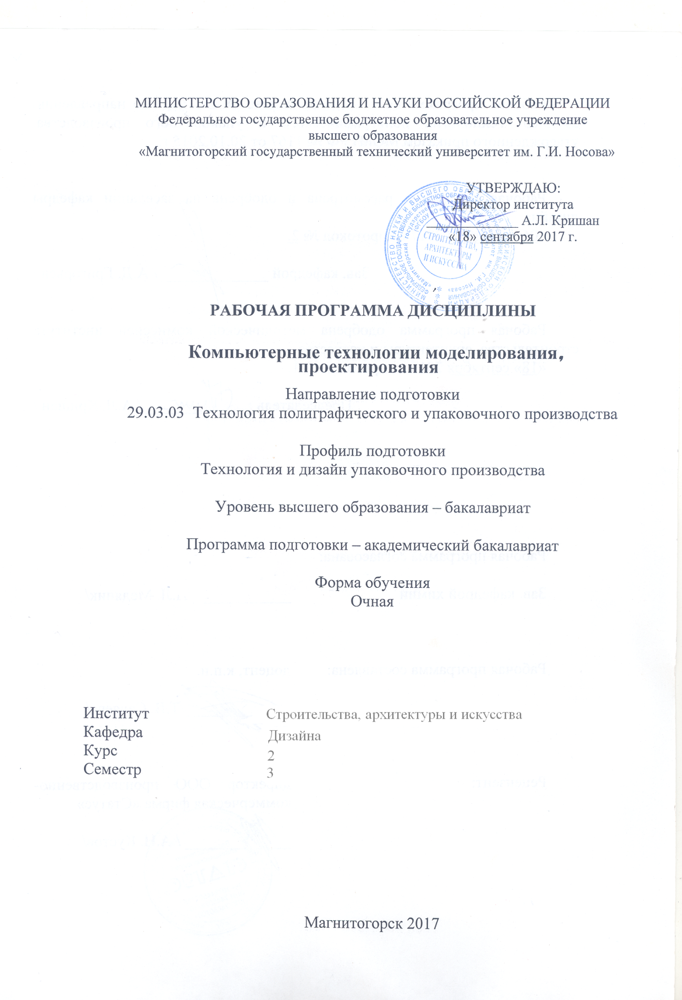 МИНИСТЕРСТВО ОБРАЗОВАНИЯ И НАУКИ РОССИЙСКОЙ ФЕДЕРАЦИИ
Федеральное государственное бюджетное образовательное учреждение
высшего образования
«Магнитогорский государственный технический университет им. Г.И. Носова»
УТВЕРЖДАЮ:
Директор института
А.Л. Кришан
«18» сентября 2017 г.
СТРОИТЕЛЬСТВА,
АРХИТЕКТУРЫ
И ИСКУССТВА
РАБОЧАЯ ПРОГРАММА ДИСЦИПЛИНЫ
Компьютерные технологии моделирования,
проектирования
Направление подготовки
29.03.03 Технология полиграфического и упаковочного производства
Профиль подготовки
Технология и дизайн упаковочного производства
Уровень высшего образования – бакалавриат
Программа подготовки – академический бакалавриат
Форма обучения
Очная
Институт Строительства, архитектуры и искусства
Кафедра Дизайна
Курс 2
Семестр 3
Магнитогорск 2017